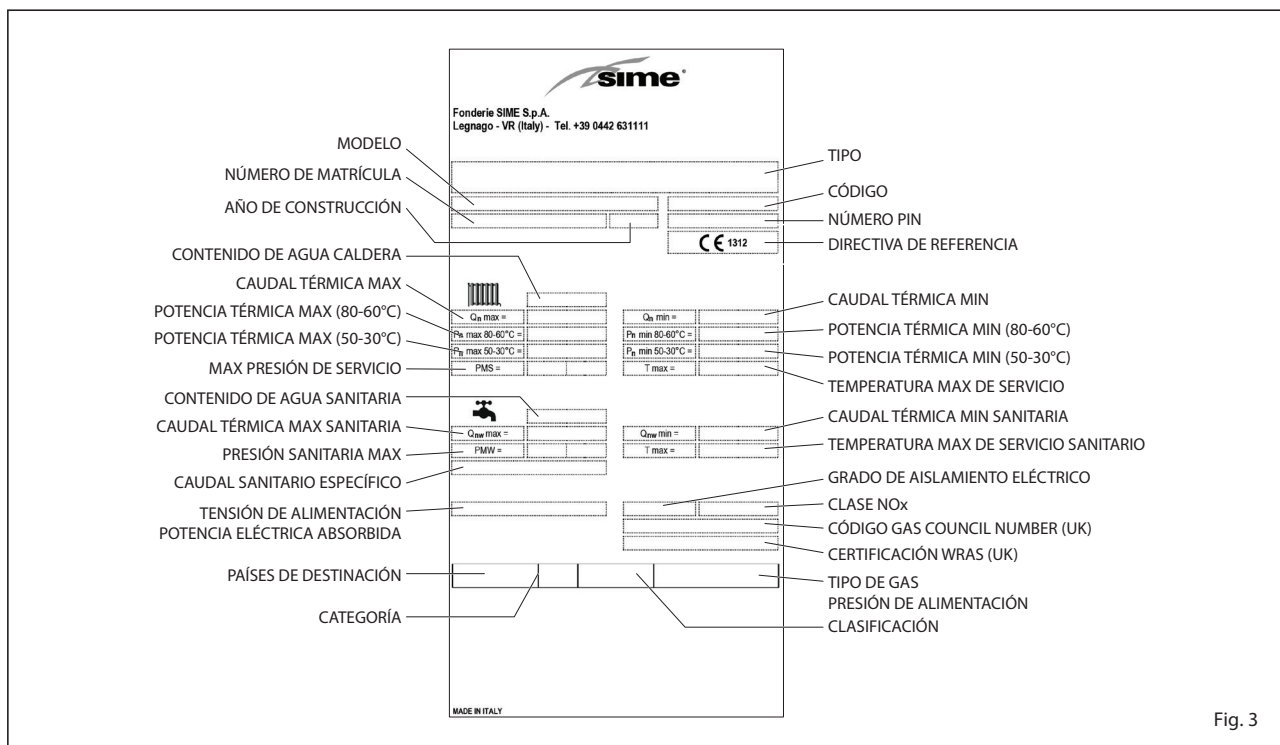 sime®
Fonderie SIME S.p.A.
Legnago - VR (Italy) - Tel. +39 0442 631111
MODELO
NÚMERO DE MATRÍCULA
AÑO DE CONSTRUCCIÓN
CONTENIDO DE AGUA CALDERA
CAUDAL TÉRMICA MAX
POTENCIA TÉRMICA MAX (80-60°C)
POTENCIA TÉRMICA MAX (50-30°C)
MAX PRESIÓN DE SERVICIO
CONTENIDO DE AGUA SANITARIA
CAUDAL TÉRMICA MAX SANITARIA
PRESIÓN SANITARIA MAX
CAUDAL SANITARIO ESPECÍFICO
TENSIÓN DE ALIMENTACIÓN
POTENCIA ELÉCTRICA ABSORBIDA
PAÍSES DE DESTINACIÓN
CATEGORÍA
CE 1312
Qn max =
Pn max 80-60°C =
Pn max 50-30°C =
PMS =
Qn min =
Pn min 80-60°C =
Pn min 50-30°C =
T max =
Qnw max =
PMW =
Qnw min =
T max =
MADE IN ITALY
TIPO
CÓDIGO
NÚMERO PIN
DIRECTIVA DE REFERENCIA
CAUDAL TÉRMICA MIN
POTENCIA TÉRMICA MIN (80-60°C)
POTENCIA TÉRMICA MIN (50-30°C)
TEMPERATURA MAX DE SERVICIO
CAUDAL TÉRMICA MIN SANITARIA
TEMPERATURA MAX DE SERVICIO SANITARIO
GRADO DE AISLAMIENTO ELÉCTRICO
CLASE NOx
CÓDIGO GAS COUNCIL NUMBER (UK)
CERTIFICACIÓN WRAS (UK)
TIPO DE GAS
PRESIÓN DE ALIMENTACIÓN
CLASIFICACIÓN
Fig. 3